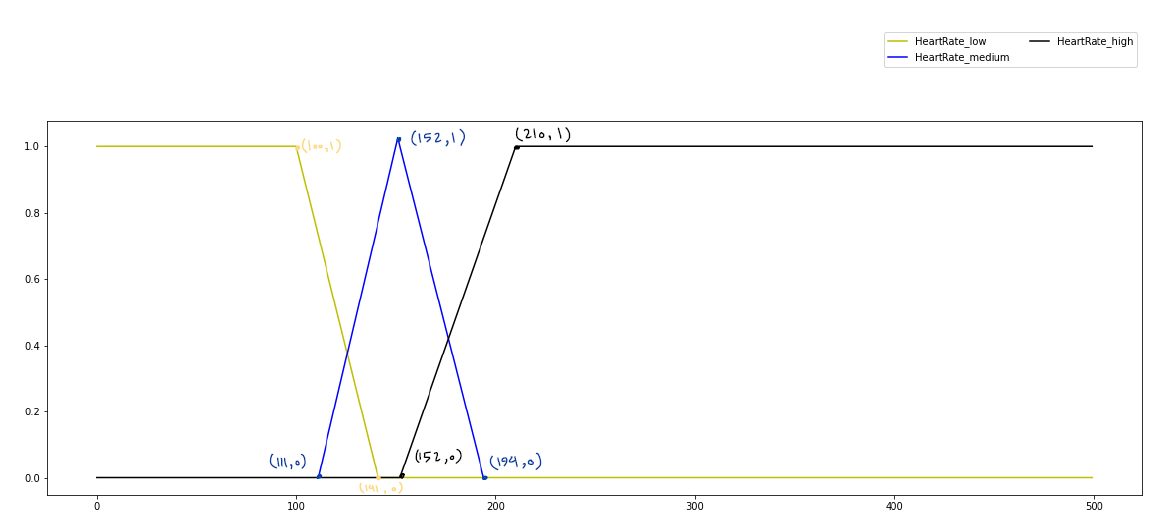 HeartRate_low HeartRate_high
HeartRate_medium
(152,1) (210,1)
1.0 (100,1)
0.8
0.6
0.4
0.2
(111,0) (152,0) (194,0)
0.0
(141,0)
0 100 200 300 400 500